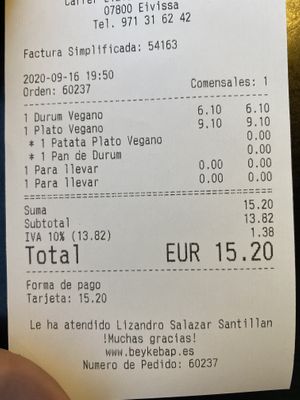 07800 Eivissa
Tel. 971 31 62 42
Factura Simplificada: 54163
2020-09-16 19:50
Orden: 60237 Comensales: 1
1 Durum Vegano 6.10 6.10
1 Plato Vegano 9.10 9.10
* 1 Patata Plato Vegano 0.00
* 1 Pan de Durum 0.00
1 Para llevar 0.00 0.00
1 Para llevar 0.00 0.00
Suma 15.20
Subtotal 13.82
IVA 10% (13.82) 1.38
Total EUR 15.20
Forma de pago
Tarjeta: 15.20
Le ha atendido Lizandro Salazar Santillan
!Muchas gracias!
www.beykebap.es
Numero de Pedido: 60237